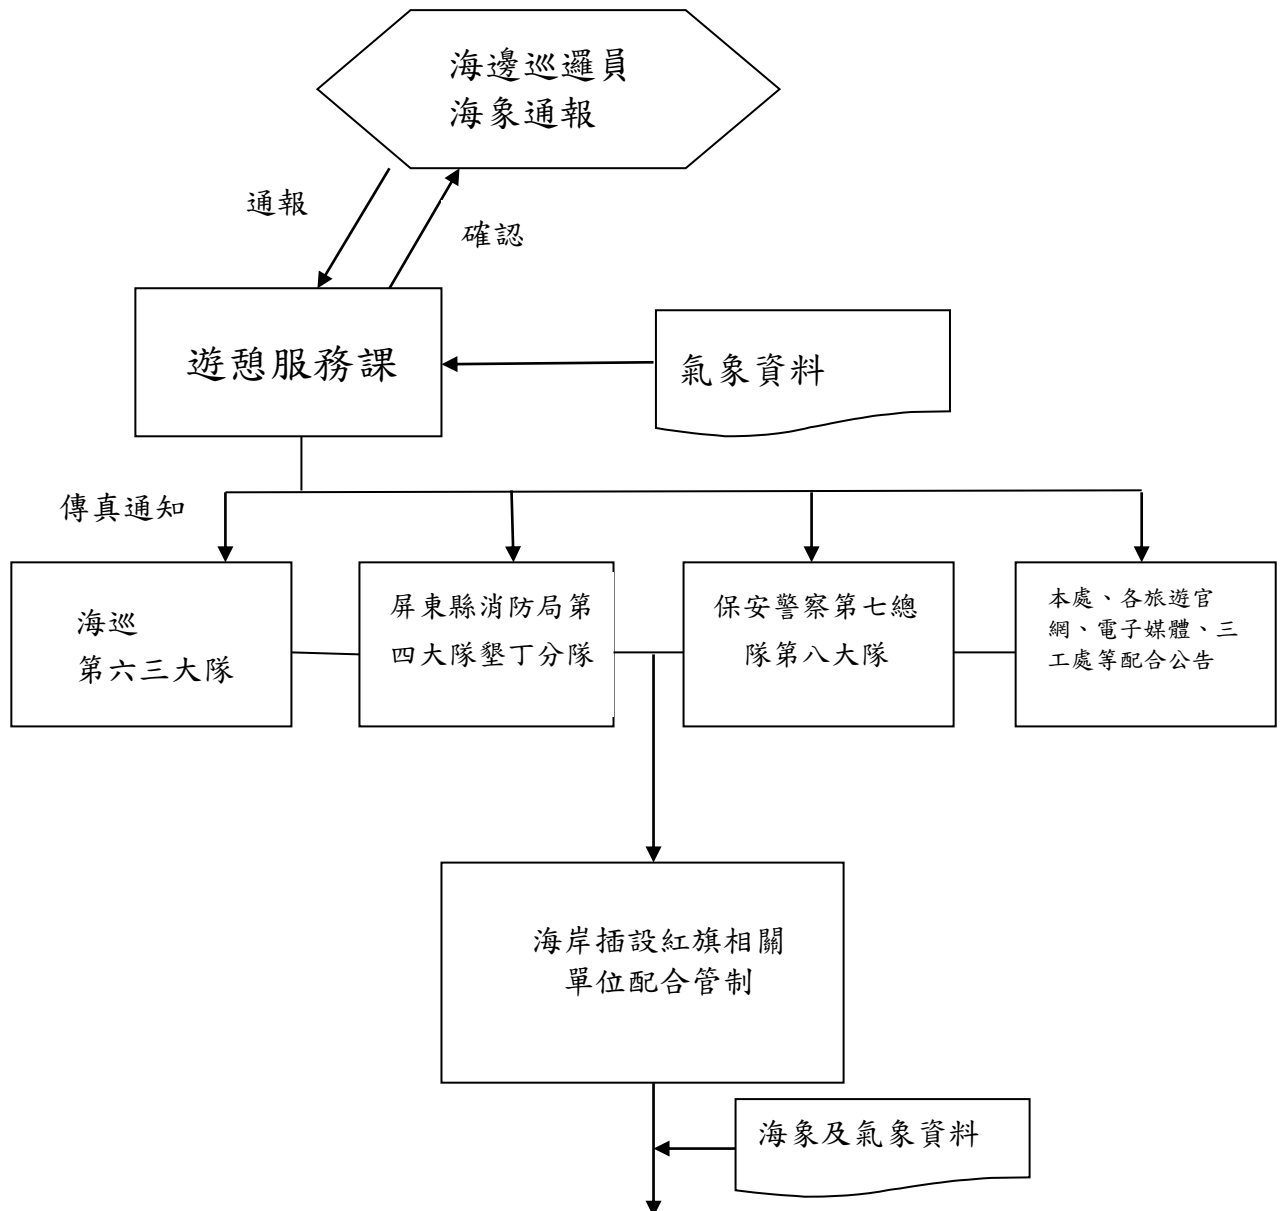 海邊巡邏員
海象通報
通報
確認
遊憩服務課
氣象資料
傳真通知
海巡
第六三大隊
屏東縣消防局第
四大隊墾丁分隊
保安警察第七總
隊第八大隊
本處、各旅遊官
網、電子媒體、三
工處等配合公告
海岸插設紅旗相關
單位配合管制
海象及氣象資料